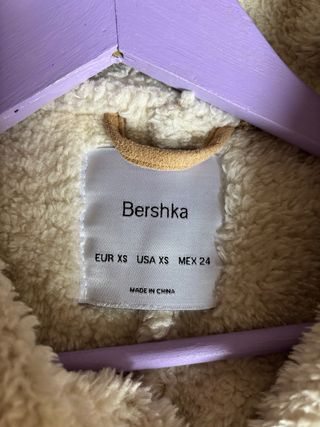 Bershka
EUR XS USA XS MEX 24
MADE IN CHINA